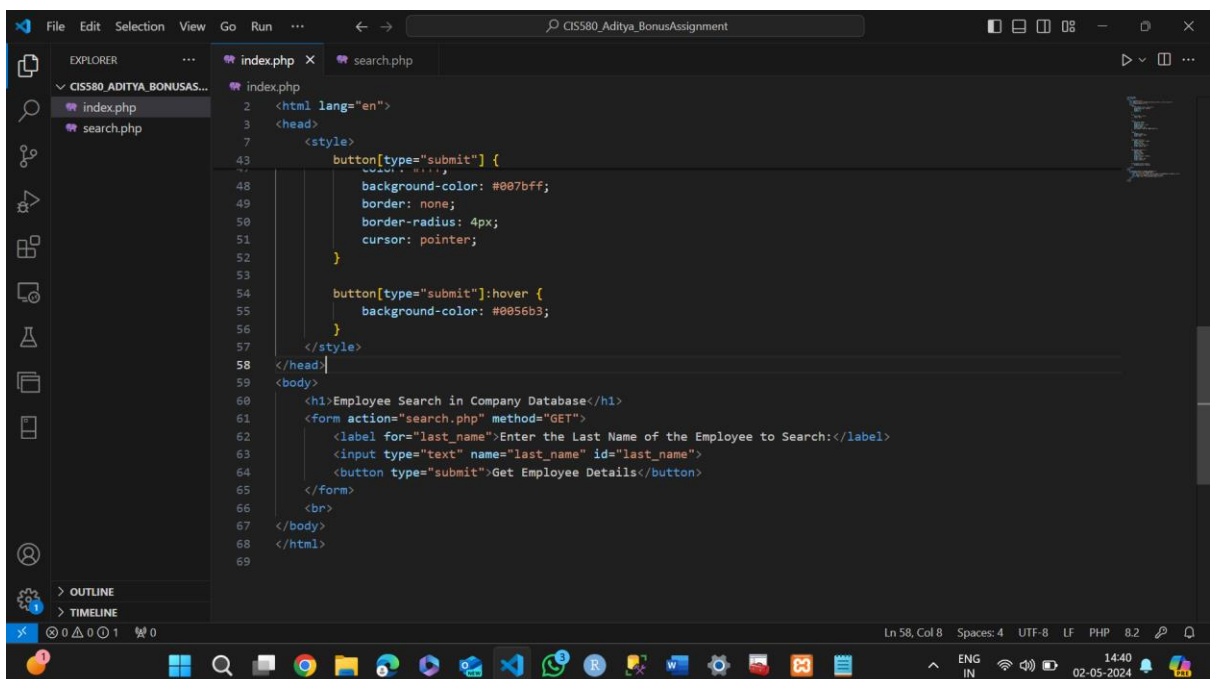 File Edit Selection View Go Run ··· ← → CIS580_Aditya_BonusAssignment
EXPLORER ···
index.php × search.php
CIS580_ADITYA_BONUSAS...
index.php
search.php
index.php
2 <html lang="en">
3 <head>
7 <style>
43 button[type="submit"] {
48 background-color: #007bff;
49 border: none;
50 border-radius: 4px;
51 cursor: pointer;
52 }
53
54 button[type="submit"]:hover {
55 background-color: #0056b3;
56 }
57 </style>
58 </head>
59 <body>
60 <h1>Employee Search in Company Database</h1>
61 <form action="search.php" method="GET">
62 <label for="last_name">Enter the Last Name of the Employee to Search:</label>
63 <input type="text" name="last_name" id="last_name">
64 <button type="submit">Get Employee Details</button>
65 </form>
66 <br>
67 </body>
68 </html>
69
> OUTLINE
> TIMELINE
0 0 1 0 Ln 58, Col 8 Spaces: 4 UTF-8 LF PHP 8.2
ENG
IN
14:40
02-05-2024